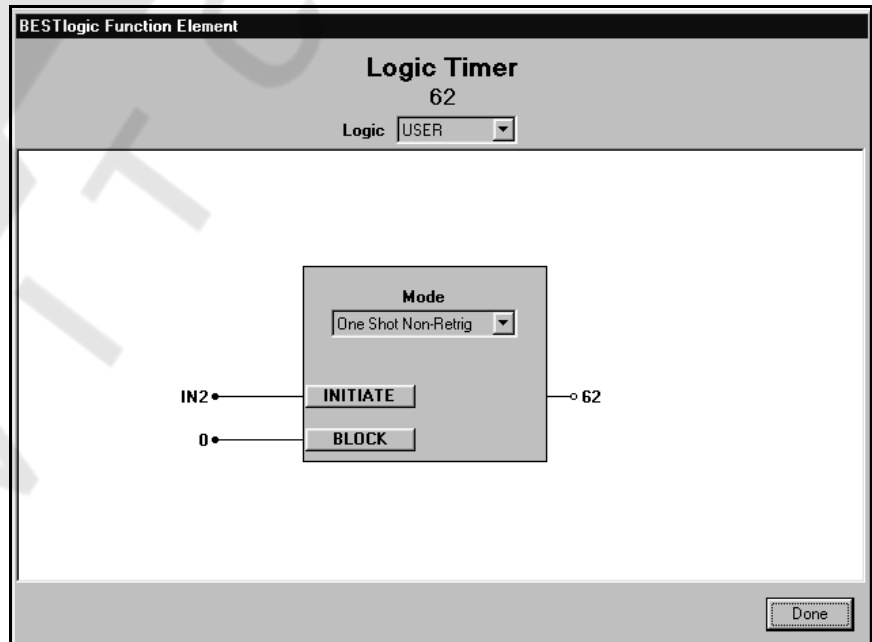 BESTlogic Function Element
Logic Timer
62
Logic USER
Mode
One Shot Non-Retrig
IN2 INITIATE 62
0 BLOCK
Done